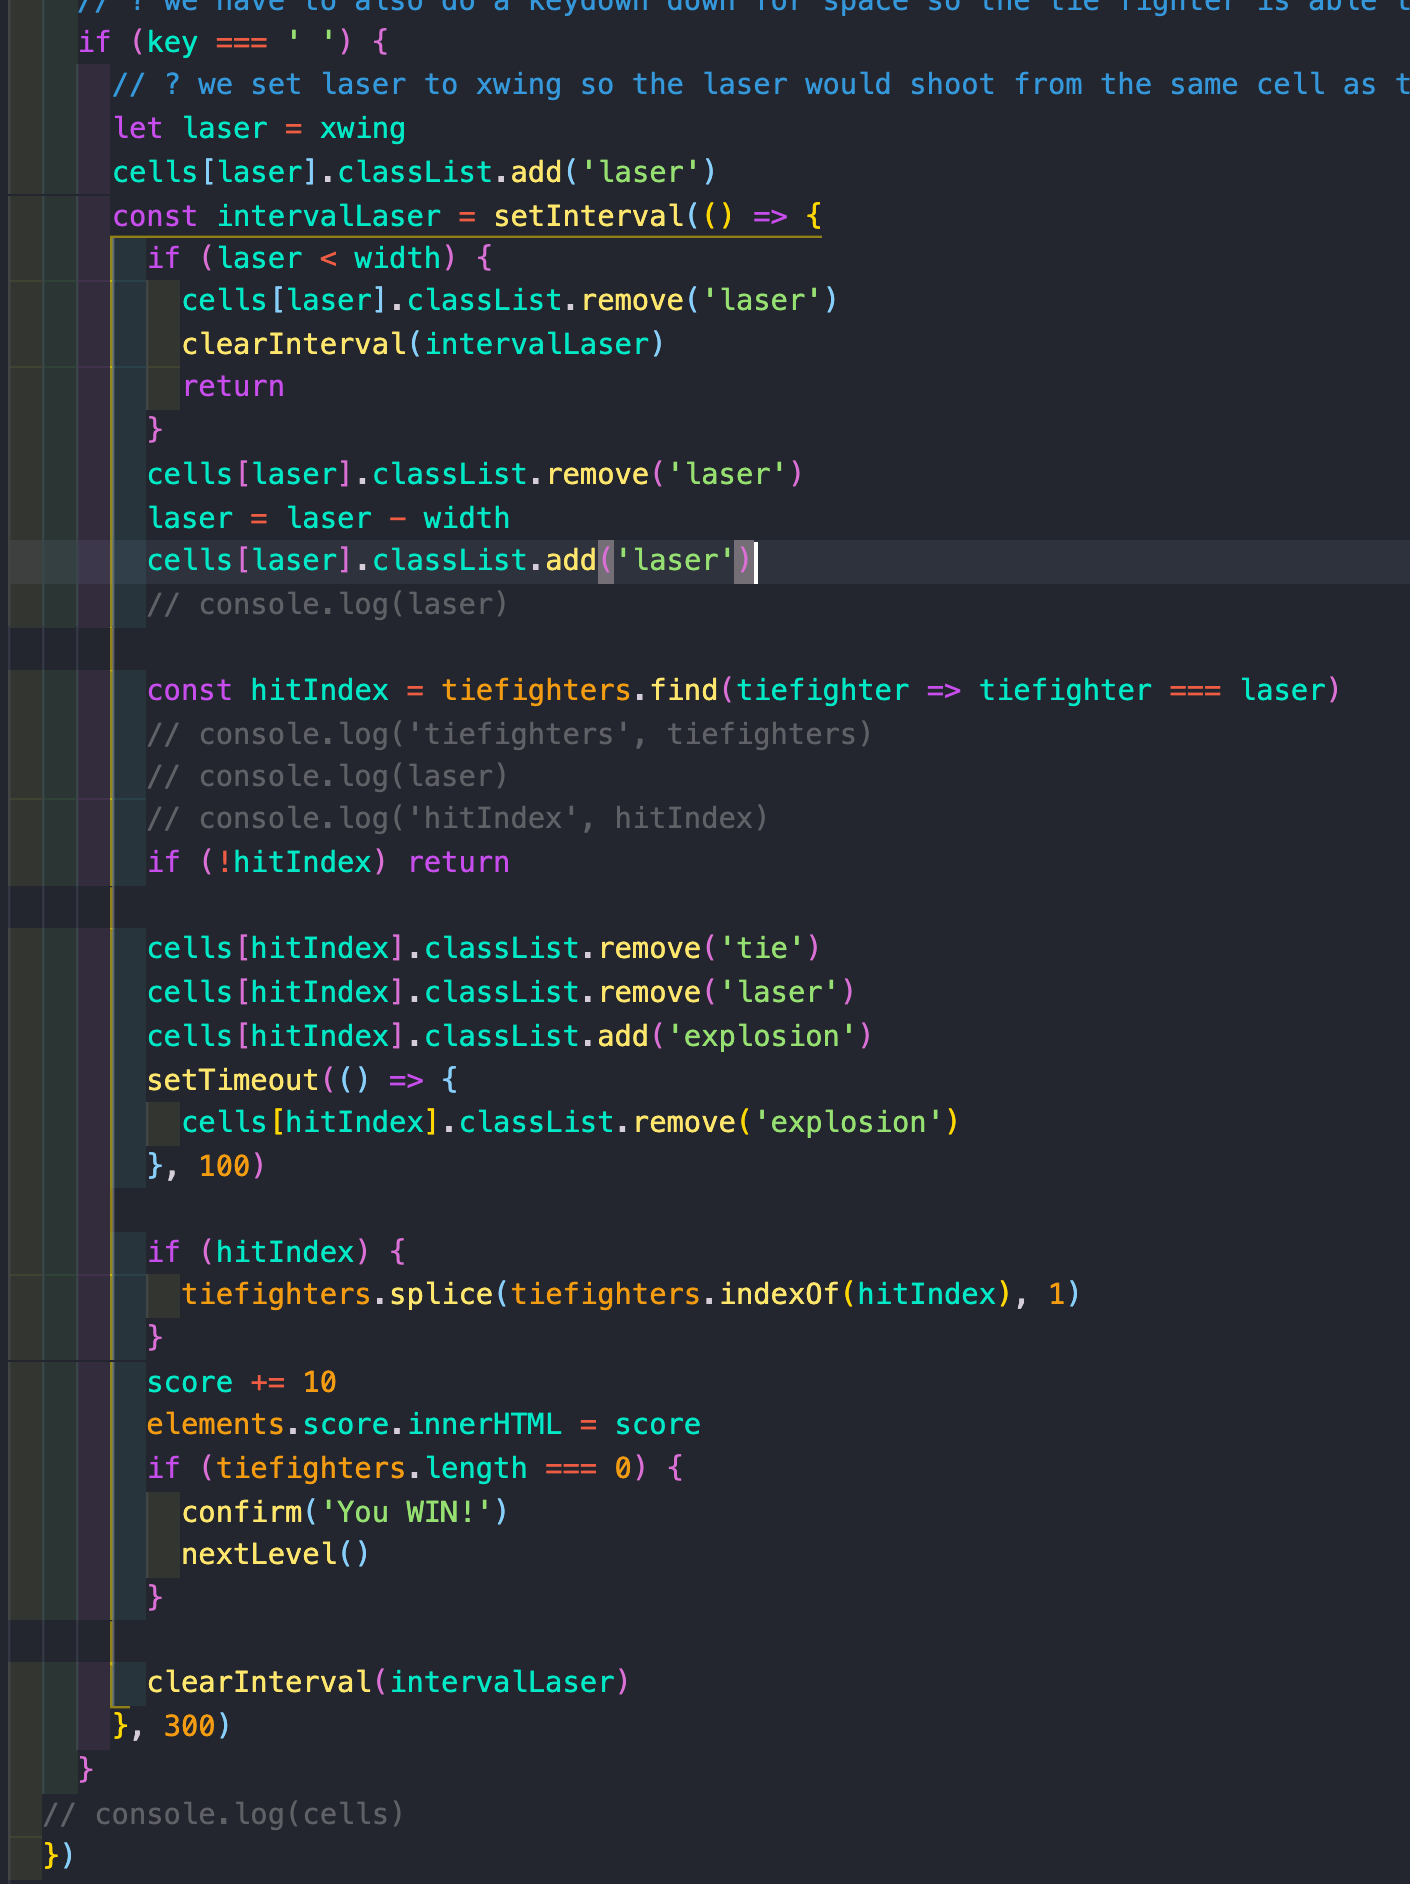 // ? we have to also do a keydown down for space so the tie fighter is able
if (key === ' ') {
// ? we set laser to xwing so the laser would shoot from the same cell as
let laser = xwing
cells[laser].classList.add('laser')
const intervalLaser = setInterval(() => {
if (laser < width) {
cells[laser].classList.remove('laser')
clearInterval(intervalLaser)
return
}
cells[laser].classList.remove('laser')
laser = laser - width
cells[laser].classList.add('laser')
// console.log(laser)
const hitIndex = tiefighters.find(tiefighter => tiefighter === laser)
// console.log('tiefighters', tiefighters)
// console.log(laser)
// console.log('hitIndex', hitIndex)
if (!hitIndex) return
cells[hitIndex].classList.remove('tie')
cells[hitIndex].classList.remove('laser')
cells[hitIndex].classList.add('explosion')
setTimeout(() => {
cells[hitIndex].classList.remove('explosion')
}, 100)
if (hitIndex) {
tiefighters.splice(tiefighters.indexOf(hitIndex), 1)
}
score += 10
elements.score.innerHTML = score
if (tiefighters.length === 0) {
confirm('You WIN!')
nextLevel()
}
clearInterval(intervalLaser)
}, 300)
}
// console.log(cells)
})